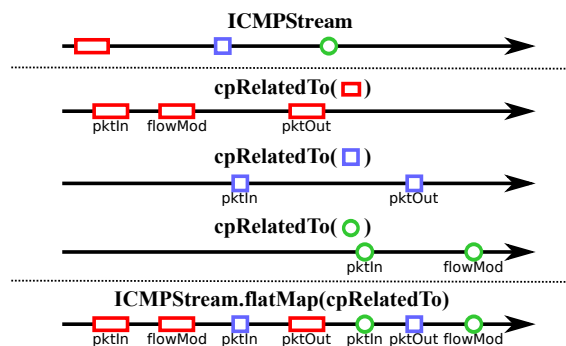 ICMPStream
cpRelatedTo( )
pktIn flowMod pktOut
cpRelatedTo( )
pktIn pktOut
cpRelatedTo( )
pktIn flowMod
ICMPStream.flatMap(cpRelatedTo)
pktIn flowMod pktIn pktOut pktIn pktOut flowMod